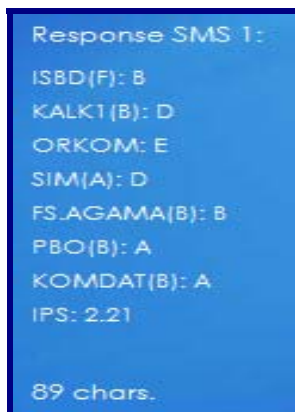 Response SMS 1:
ISBD(F): B
KALK1(B): D
ORKOM: E
SIM(A): D
FS.AGAMA(B): B
PBO(B): A
KOMDAT(B): A
IPS: 2.21
89 chars.